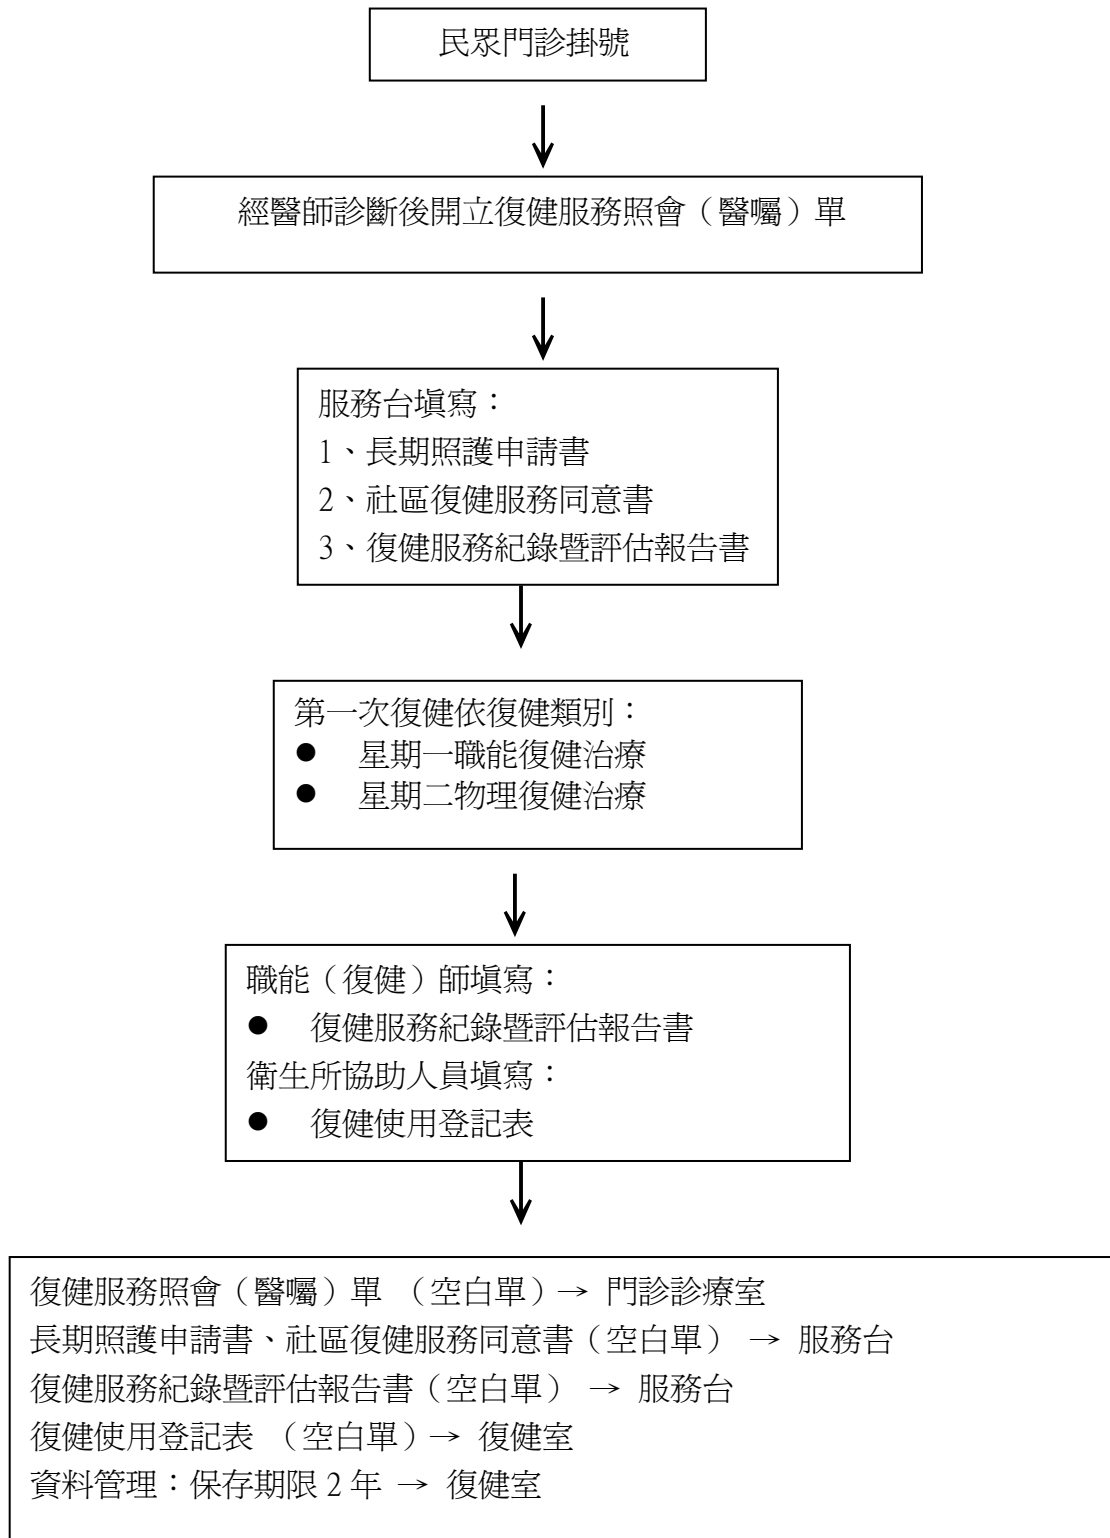 民眾門診掛號
經醫師診斷後開立復健服務照會（醫囑）單
服務台填寫：
1、長期照護申請書
2、社區復健服務同意書
3、復健服務紀錄暨評估報告書
第一次復健依復健類別：
● 星期一職能復健治療
● 星期二物理復健治療
職能（復健）師填寫：
● 復健服務紀錄暨評估報告書
衛生所協助人員填寫：
● 復健使用登記表
復健服務照會（醫囑）單 （空白單）→ 門診診療室
長期照護申請書、社區復健服務同意書（空白單） → 服務台
復健服務紀錄暨評估報告書（空白單） → 服務台
復健使用登記表 （空白單）→ 復健室
資料管理：保存期限 2 年 → 復健室